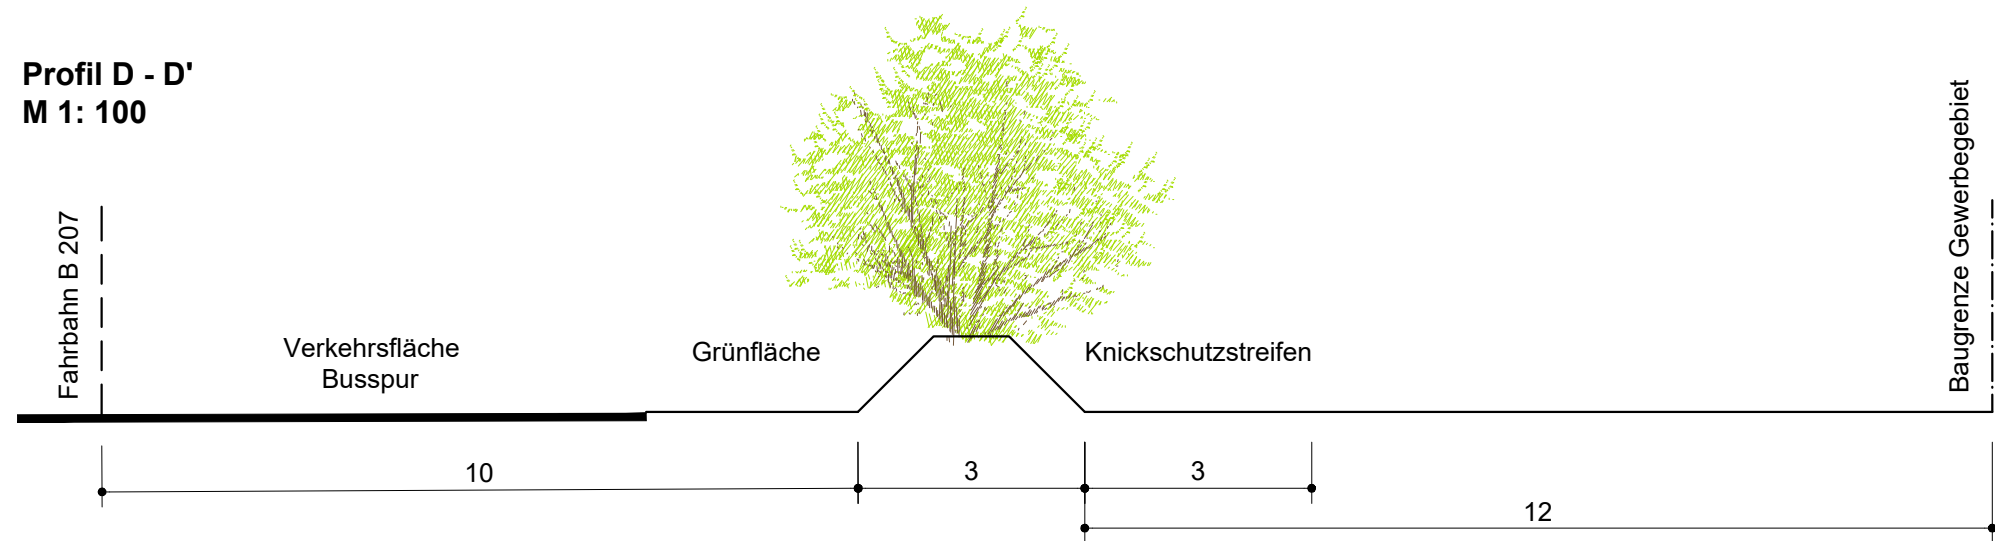 Profil D - D'
M 1: 100
Fahrbahn B 207
Verkehrsfläche
Busspur
Grünfläche
Knickschutzstreifen
Baugrenze Gewerbegebiet
10
3
3
12